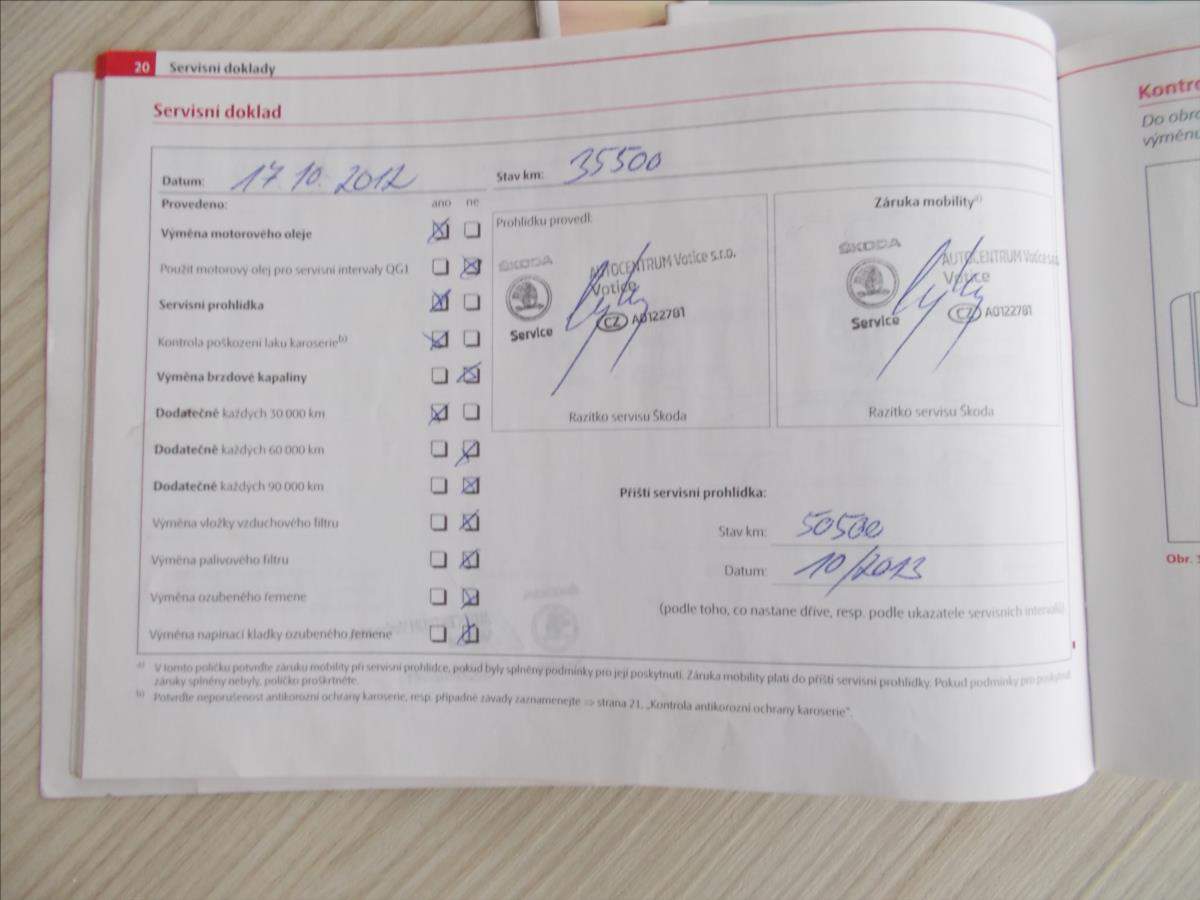 20 Servisní doklady
Servisní doklad
Datum: 17 10. 2012 Stav km: 35500
Provedeno: ano ne
Výměna motorového oleje
Použit motorový olej pro servisní intervaly QG1
Servisní prohlídka
Kontrola poškození laku karoserie b)
Výměna brzdové kapaliny
Dodatečně každých 30 000 km
Dodatečně každých 60 000 km
Dodatečně každých 90 000 km
Výměna vložky vzduchového filtru
Výměna palivového filtru
Výměna ozubeného řemene
Výměna napínací kladky ozubeného řemene
Prohlídku provedl:
ŠKODA AUTOCENTRUM Votice s.r.o.
Votice
Service CZ A0122781
Razítko servisu Škoda
Záruka mobility a)
ŠKODA AUTOCENTRUM Votice s.r.o.
Votice
Service CZ A0122781
Razítko servisu Škoda
Příští servisní prohlídka:
Stav km: 50500
Datum: 10/2013
(podle toho, co nastane dříve, resp. podle ukazatele servisních intervalů)
a) V tomto políčku potvrďte záruku mobility při servisní prohlídce, pokud byly splněny podmínky pro její poskytnutí. Záruka mobility platí do příští servisní prohlídky. Pokud podmínky pro poskytnutí
záruky splněny nebyly, políčko proškrtněte.
b) Potvrďte neporušenost antikorozní ochrany karoserie, resp. případné závady zaznamenejte ⇒ strana 21, „Kontrola antikorozní ochrany karoserie“.
Kontro
Do obr
výměnu
Obr. 3